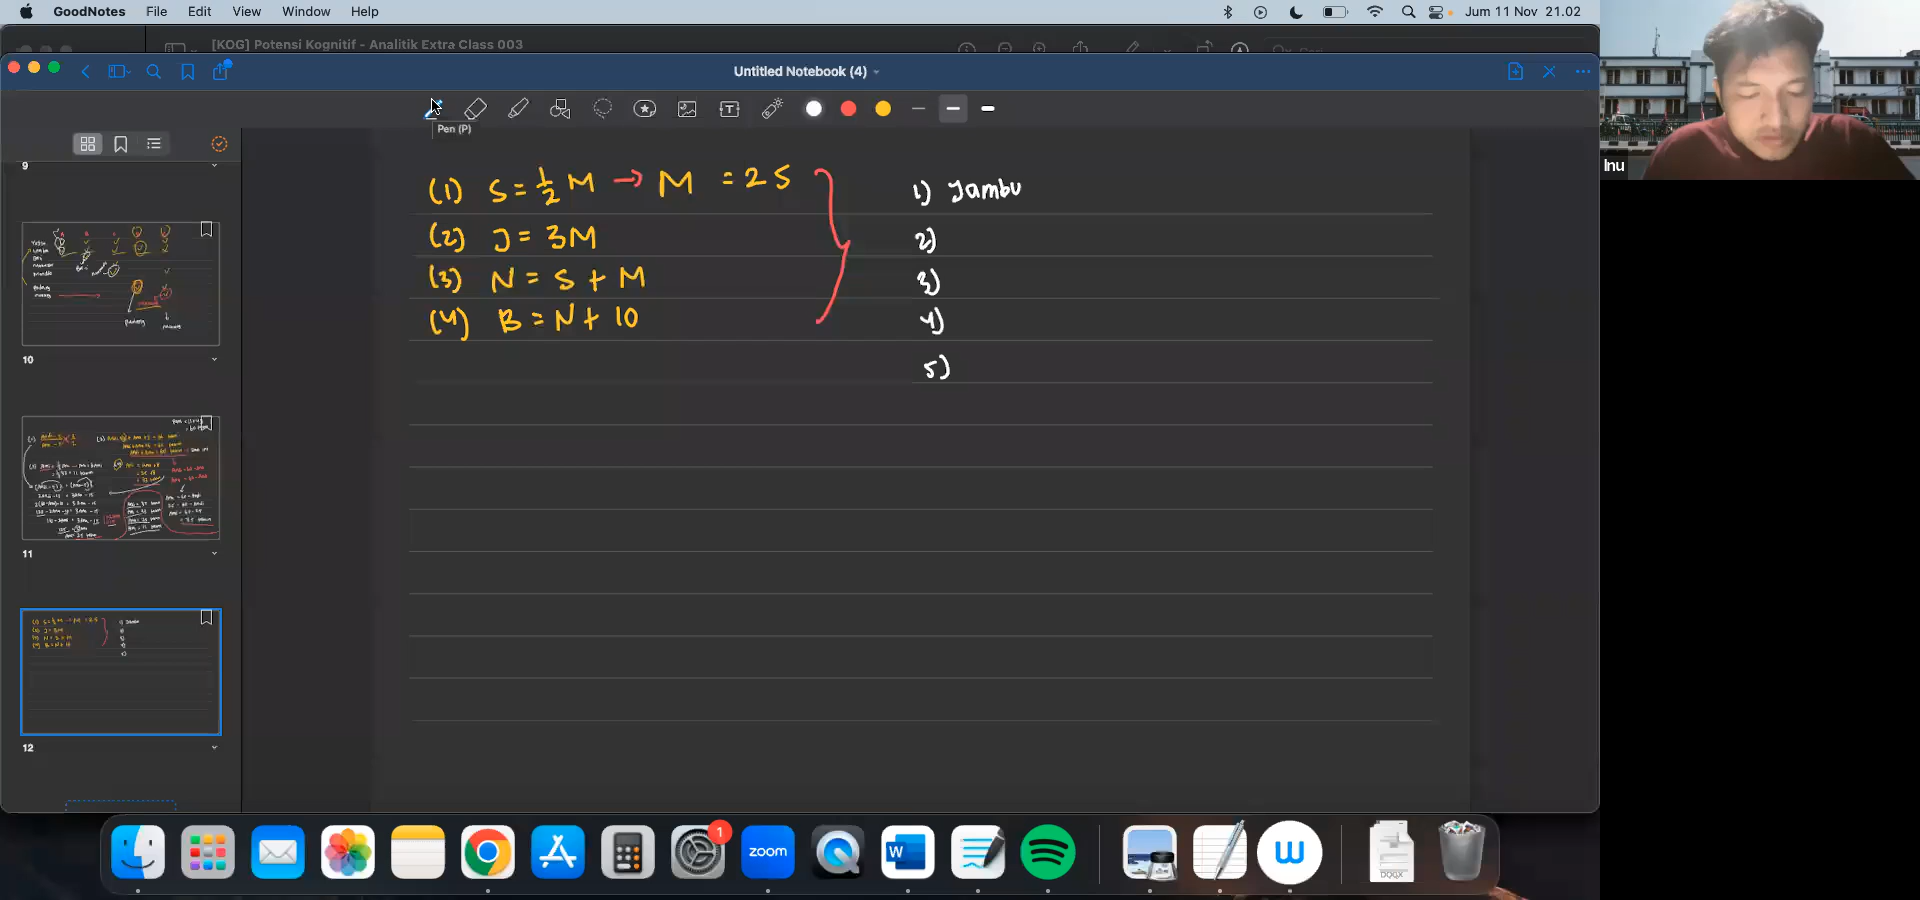 GoodNotes File Edit View Window Help
Jum 11 Nov 21.02
[KOG] Potensi Kognitif - Analitik Extra Class 003
Untitled Notebook (4)
Pen (P)
Inu
9
10
11
12
(1) S = ½ M → M = 2S
(2) J = 3M
(3) N = S + M
(4) B = N + 10
1) Jambu
2)
3)
4)
5)
1
zoom
W
DOCX